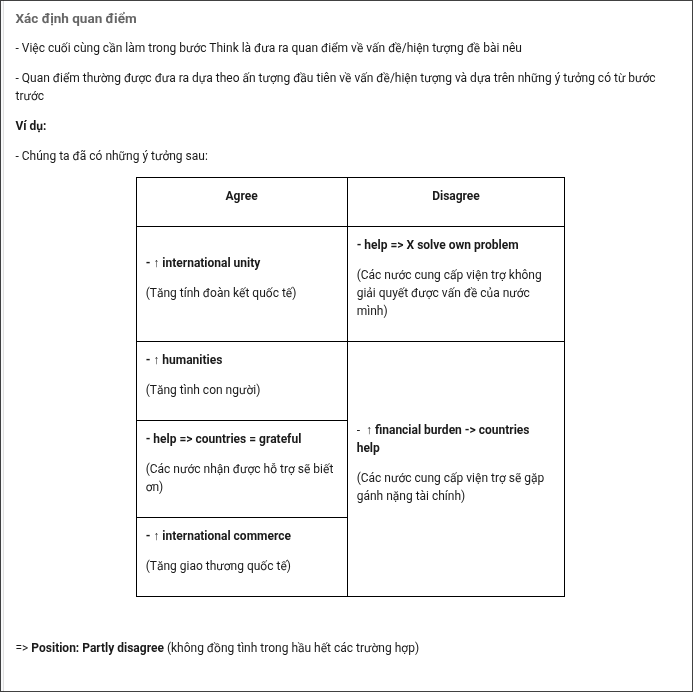 Xác định quan điểm
- Việc cuối cùng cần làm trong bước Think là đưa ra quan điểm về vấn đề/hiện tượng đề bài nêu
- Quan điểm thường được đưa ra dựa theo ấn tượng đầu tiên về vấn đề/hiện tượng và dựa trên những ý tưởng có từ bước
trước
Ví dụ:
- Chúng ta đã có những ý tưởng sau:
Agree
Disagree
- ↑ international unity
(Tăng tính đoàn kết quốc tế)
- help => X solve own problem
(Các nước cung cấp viện trợ không
giải quyết được vấn đề của nước
mình)
- ↑ humanities
(Tăng tình con người)
- help => countries = grateful
(Các nước nhận được hỗ trợ sẽ biết
ơn)
- ↑ international commerce
(Tăng giao thương quốc tế)
- ↑ financial burden -> countries
help
(Các nước cung cấp viện trợ sẽ gặp
gánh nặng tài chính)
=> Position: Partly disagree (không đồng tình trong hầu hết các trường hợp)